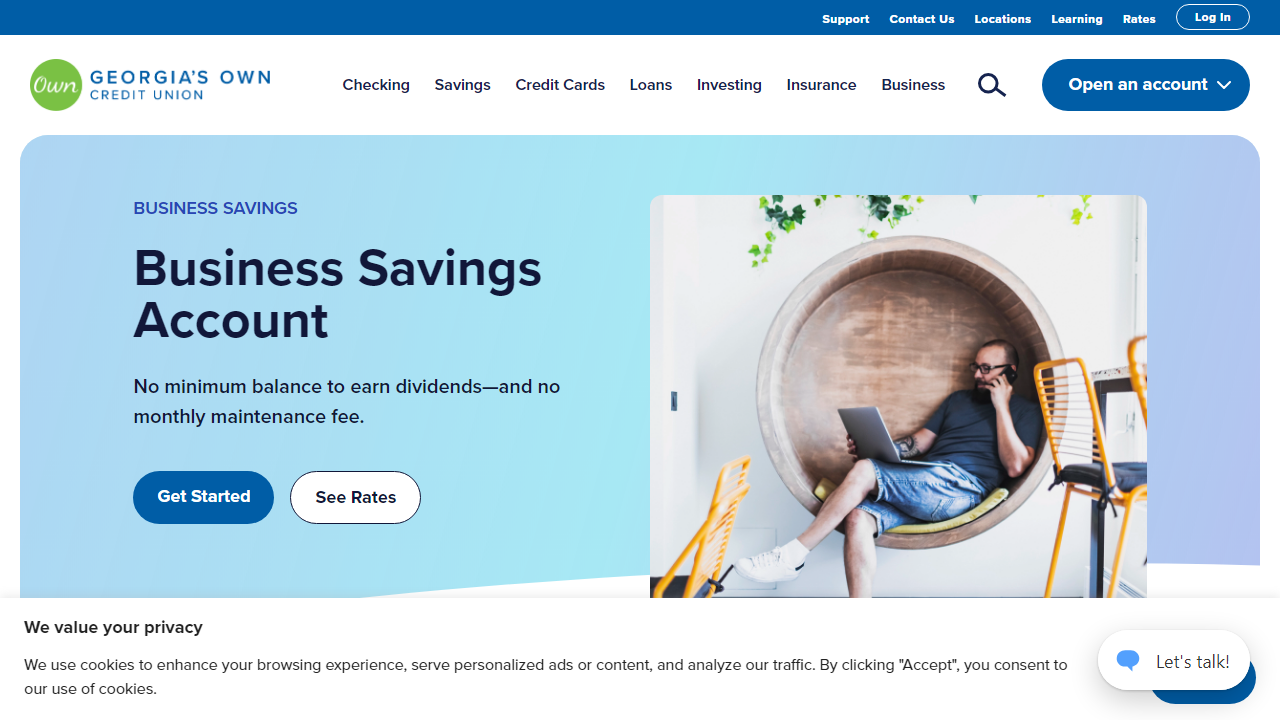 Support Contact Us Locations Learning Rates Log In
Own GEORGIA'S OWN
CREDIT UNION
Checking Savings Credit Cards Loans Investing Insurance Business Open an account
BUSINESS SAVINGS
Business Savings
Account
No minimum balance to earn dividends—and no
monthly maintenance fee.
Get Started See Rates
We value your privacy
We use cookies to enhance your browsing experience, serve personalized ads or content, and analyze our traffic. By clicking "Accept", you consent to
our use of cookies.
Let's talk!